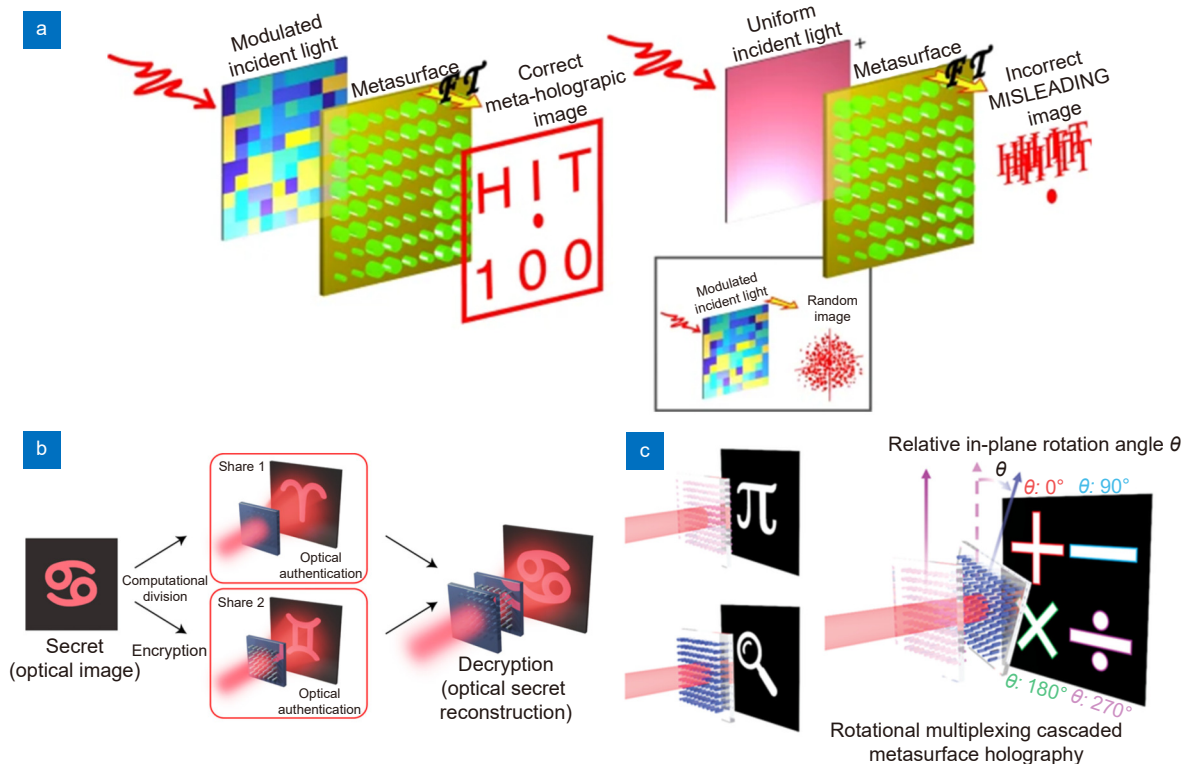 a
Modulated
incident light
Metasurface
FT
Correct
meta-holograpic
image
H!T
100
Uniform
incident light
+
Metasurface
FT
Incorrect
MISLEADING
image
Modulated
incident light
Random
image
b
Secret
(optical image)
Computational
division
Encryption
Share 1
Optical
authentication
Share 2
Optical
authentication
Decryption
(optical secret
reconstruction)
c
π
Relative in-plane rotation angle θ
θ
θ: 0° θ: 90°
+ −
× ÷
θ: 180° θ: 270°
Rotational multiplexing cascaded
metasurface holography